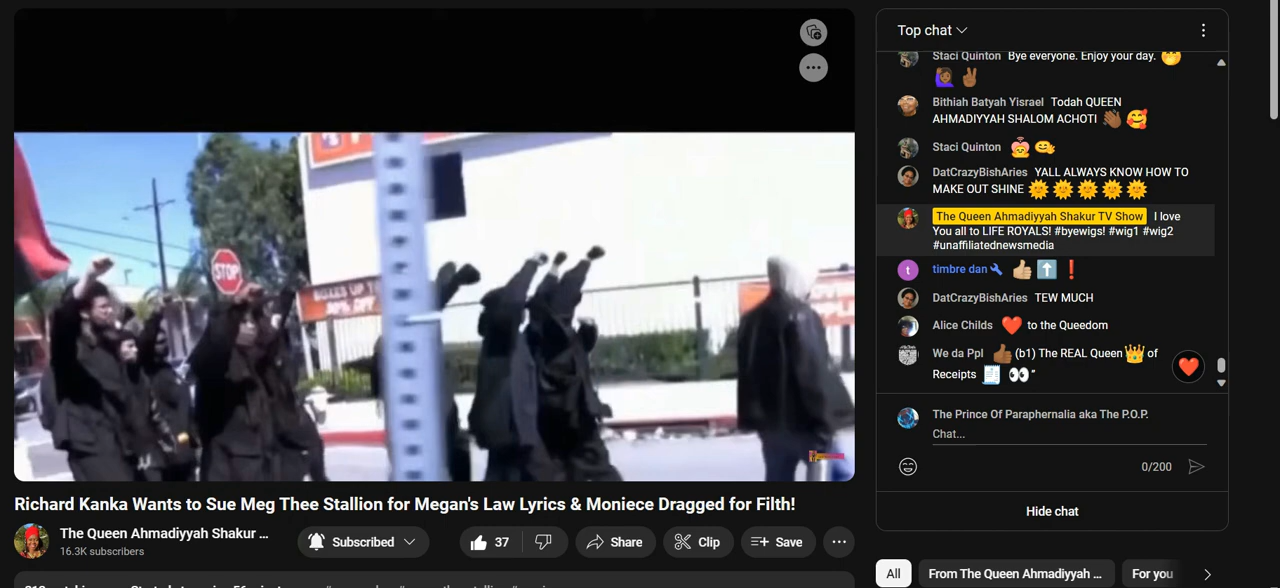 STOP
BOXES UP TO
Richard Kanka Wants to Sue Meg Thee Stallion for Megan's Law Lyrics & Moniece Dragged for Filth!
The Queen Ahmadiyyah Shakur ...
16.3K subscribers
Subscribed
37
Share
Clip
Save
Top chat
Staci Quinton Bye everyone. Enjoy your day. 🤭
🙋🏾‍♀️ ✌🏾
Bithiah Batyah Yisrael Todah QUEEN
AHMADIYYAH SHALOM ACHOTI 👋🏾 🥰
Staci Quinton
DatCrazyBishAries YALL ALWAYS KNOW HOW TO
MAKE OUT SHINE 🌞 🌞 🌞 🌞 🌞
The Queen Ahmadiyyah Shakur TV Show I love
You all to LIFE ROYALS! #byewigs! #wig1 #wig2
#unaffiliatednewsmedia
t timbre dan 👍🏼 ⬆️ ❗
DatCrazyBishAries TEW MUCH
Alice Childs ❤️ to the Queedom
We da Ppl 👍🏾(b1) The REAL Queen 👑 of
Receipts 🧾 👀"
The Prince Of Paraphernalia aka The P.O.P.
Chat...
0/200
Hide chat
All
From The Queen Ahmadiyyah ...
For you